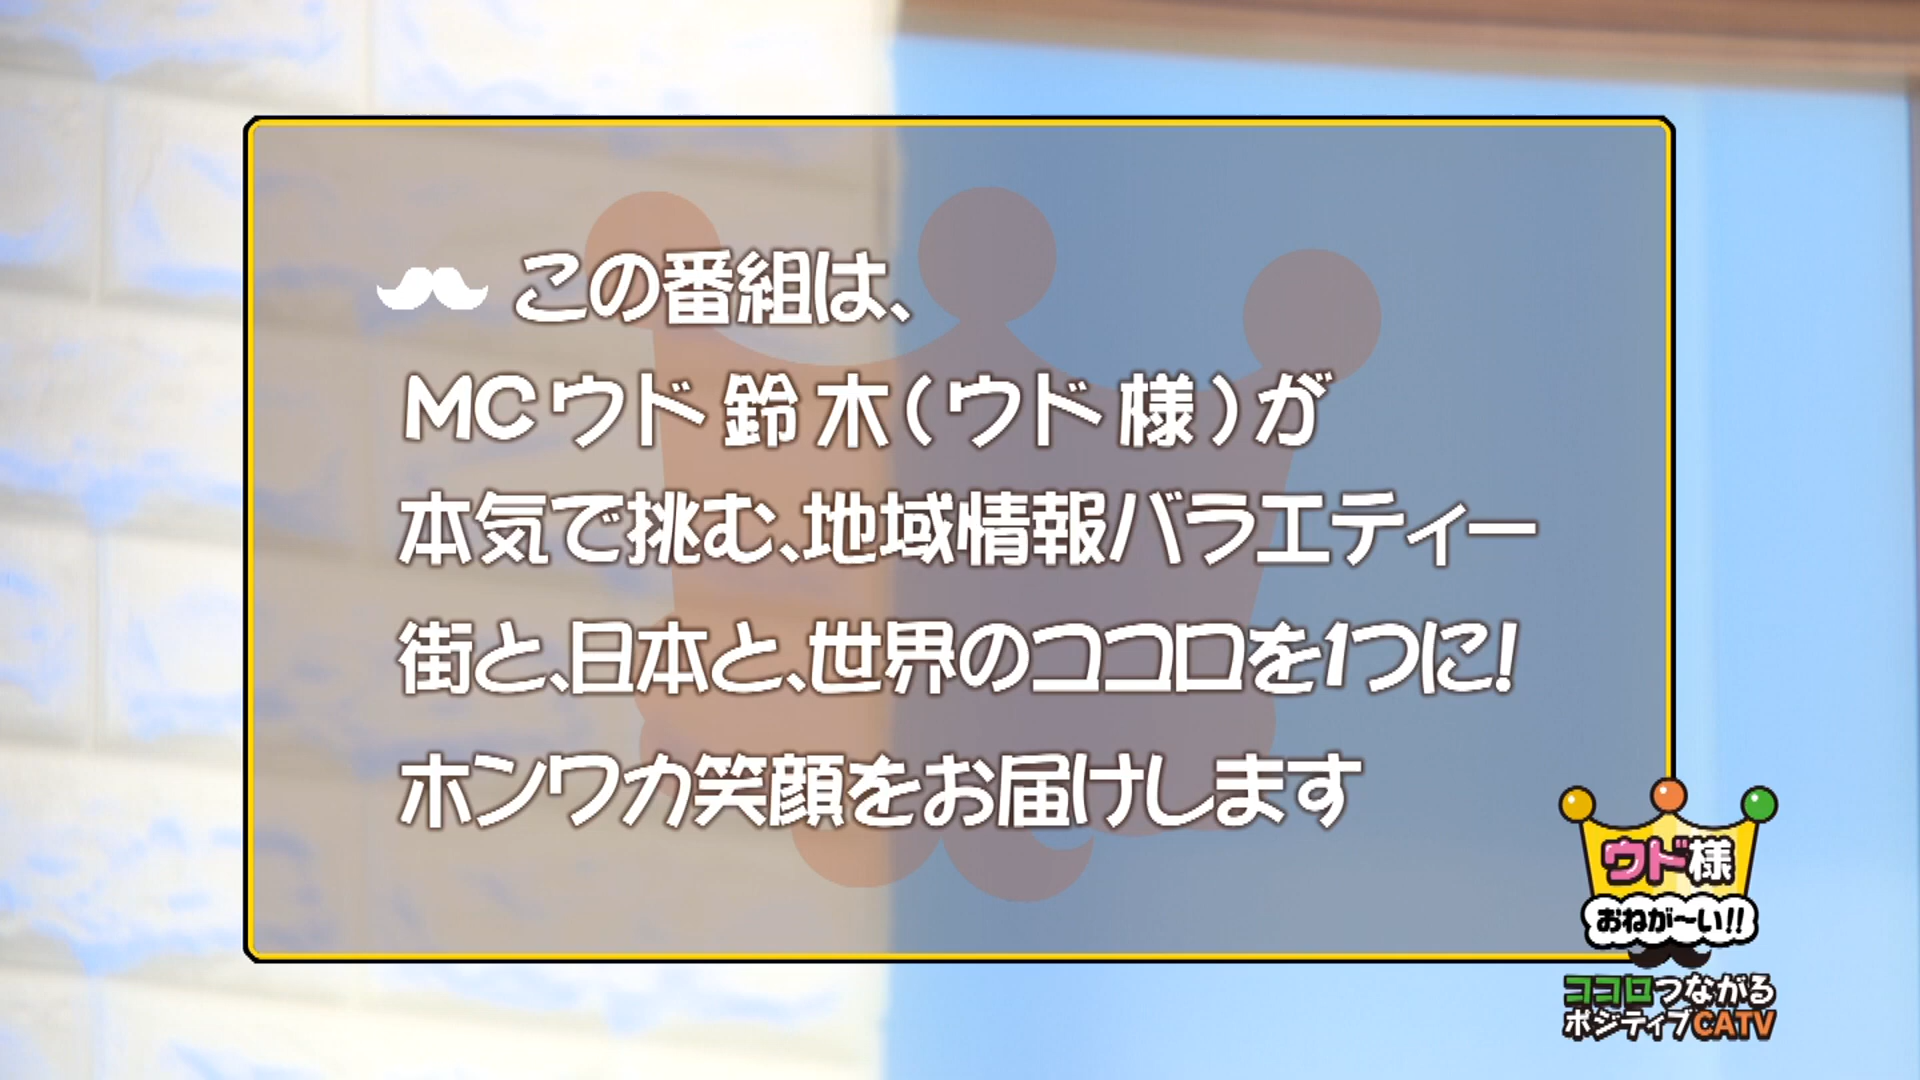 この番組は、
MCウド鈴木(ウド様)が
本気で挑む、地域情報バラエティー
街と、日本と、世界のココロを1つに!
ホンワカ笑顔をお届けします
ウド様
おねが〜い!!
ココロつながる
ポジティブCATV